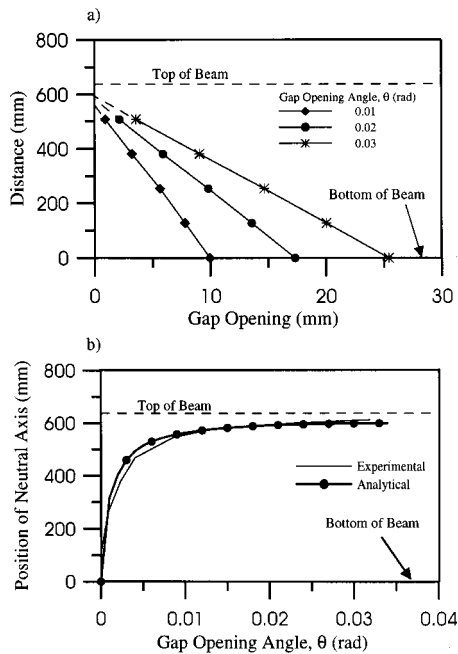 a)
800
600
400
200
0
Distance (mm)
Top of Beam
Gap Opening Angle, θ (rad)
0.01
0.02
0.03
Bottom of Beam
0
10
20
30
Gap Opening (mm)
b)
800
600
400
200
0
Position of Neutral Axis (mm)
Top of Beam
Experimental
Analytical
Bottom of Beam
0
0.01
0.02
0.03
0.04
Gap Opening Angle, θ (rad)